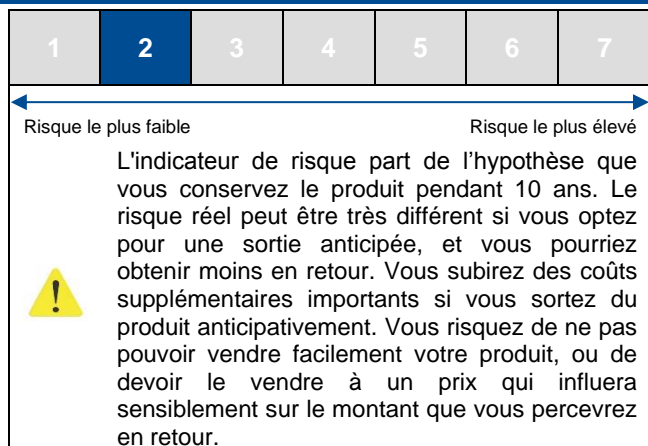 1 2 3 4 5 6 7
Risque le plus faible Risque le plus élevé
L'indicateur de risque part de l’hypothèse que
vous conservez le produit pendant 10 ans. Le
risque réel peut être très différent si vous optez
pour une sortie anticipée, et vous pourriez
obtenir moins en retour. Vous subirez des coûts
supplémentaires importants si vous sortez du
produit anticipativement. Vous risquez de ne pas
pouvoir vendre facilement votre produit, ou de
devoir le vendre à un prix qui influera
sensiblement sur le montant que vous percevrez
en retour.